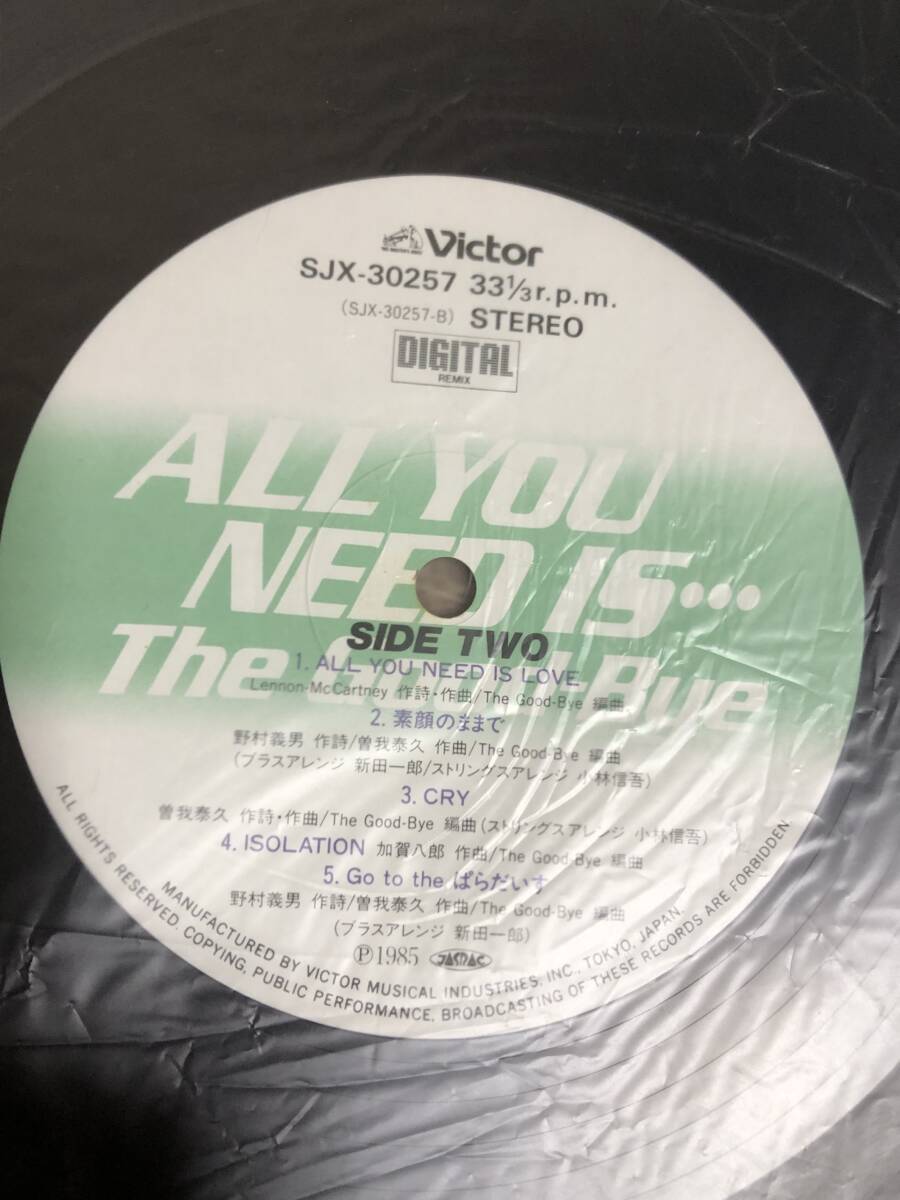 Victor
SJX-30257 33⅓r.p.m.
(SJX-30257-B) STEREO
DIGITAL
REMIX
ALL YOU
NEED IS…
The Good-Bye
SIDE TWO
1. ALL YOU NEED IS LOVE
Lennon-McCartney 作詩・作曲/The Good-Bye 編曲
2. 素顔のままで
野村義男 作詩/曽我泰久 作曲/The Good-Bye 編曲
(ブラスアレンジ 新田一郎/ストリングスアレンジ 小林信吾)
3. CRY
曽我泰久 作詩・作曲/The Good-Bye 編曲(ストリングスアレンジ 小林信吾)
4. ISOLATION 加賀八郎 作曲/The Good-Bye 編曲
5. Go to the ぱらだいす
野村義男 作詩/曽我泰久 作曲/The Good-Bye 編曲
(ブラスアレンジ 新田一郎)
Ⓟ1985 JASRAC
MANUFACTURED BY VICTOR MUSICAL INDUSTRIES, INC., TOKYO, JAPAN.
ALL RIGHTS RESERVED. COPYING, PUBLIC PERFORMANCE, BROADCASTING OF THESE RECORDS ARE FORBIDDEN